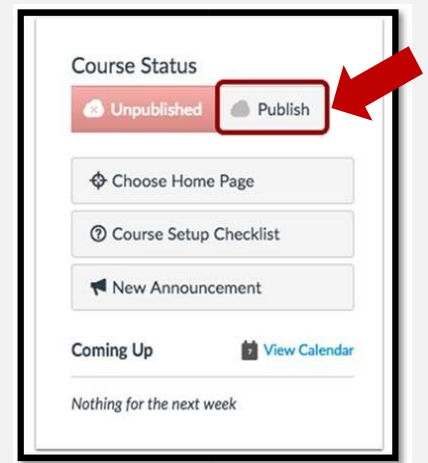 Course Status
Unpublished Publish
Choose Home Page
Course Setup Checklist
New Announcement
Coming Up View Calendar
Nothing for the next week